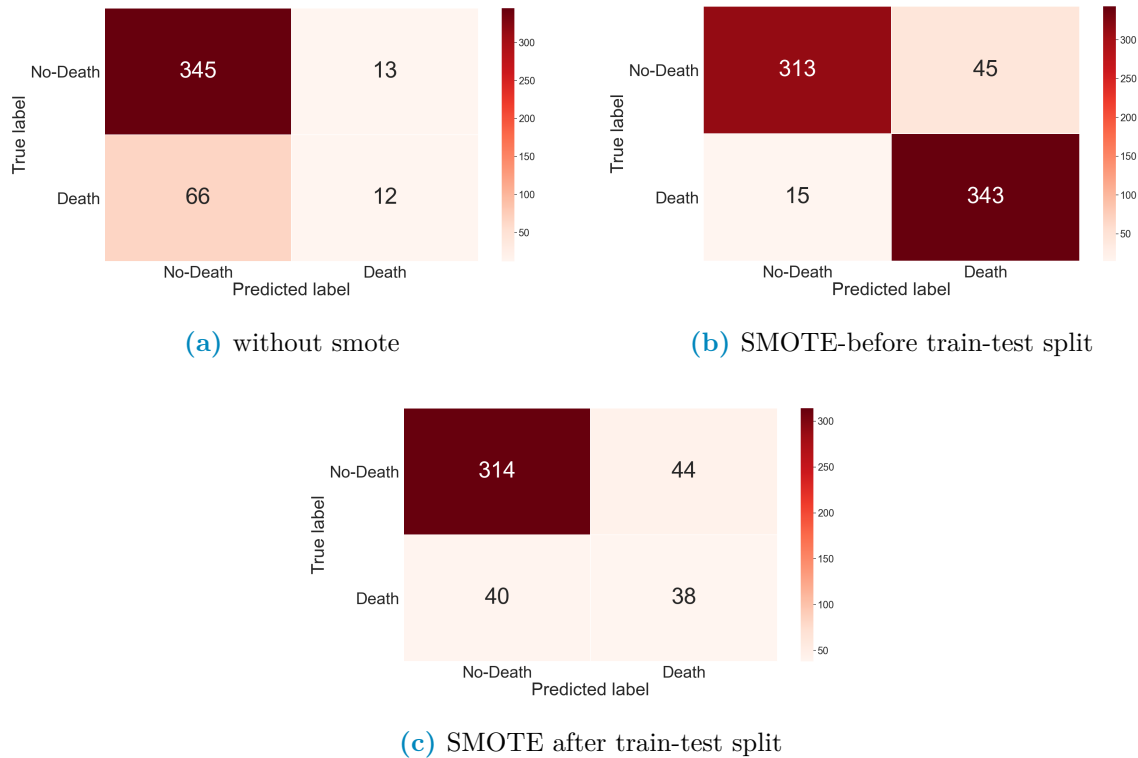 No-Death 345 13
Death 66 12
No-Death Death
Predicted label
True label
300
250
200
150
100
50
(a) without smote
No-Death 313 45
Death 15 343
No-Death Death
Predicted label
True label
300
250
200
150
100
50
(b) SMOTE-before train-test split
No-Death 314 44
Death 40 38
No-Death Death
Predicted label
True label
300
250
200
150
100
50
(c) SMOTE after train-test split